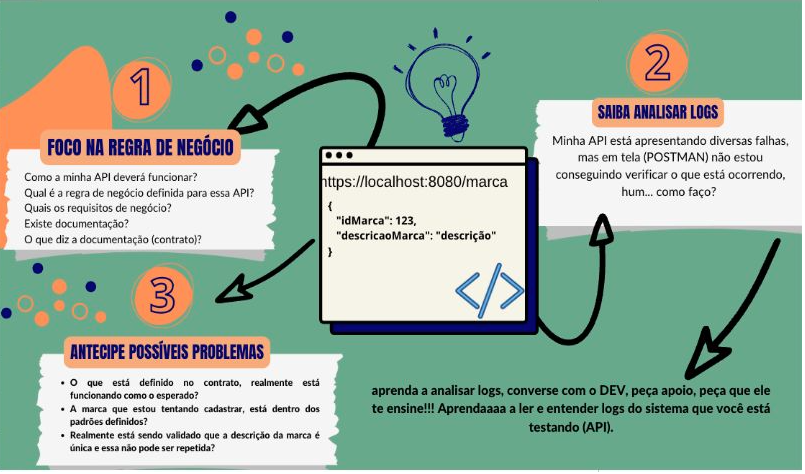 1
FOCO NA REGRA DE NEGÓCIO
Como a minha API deverá funcionar?
Qual é a regra de negócio definida para essa API?
Quais os requisitos de negócio?
Existe documentação?
O que diz a documentação (contrato)?
https://localhost:8080/marca
{
"idMarca": 123,
"descricaoMarca": "descrição"
}
</>
2
SAIBA ANALISAR LOGS
Minha API está apresentando diversas falhas,
mas em tela (POSTMAN) não estou
conseguindo verificar o que está ocorrendo,
hum... como faço?
aprenda a analisar logs, converse com o DEV, peça apoio, peça que ele
te ensine!!! Aprendaaaa a ler e entender logs do sistema que você está
testando (API).
3
ANTECIPE POSSÍVEIS PROBLEMAS
• O que está definido no contrato, realmente está
funcionando como o esperado?
• A marca que estou tentando cadastrar, está dentro dos
padrões definidos?
• Realmente está sendo validado que a descrição da marca é
única e essa não pode ser repetida?